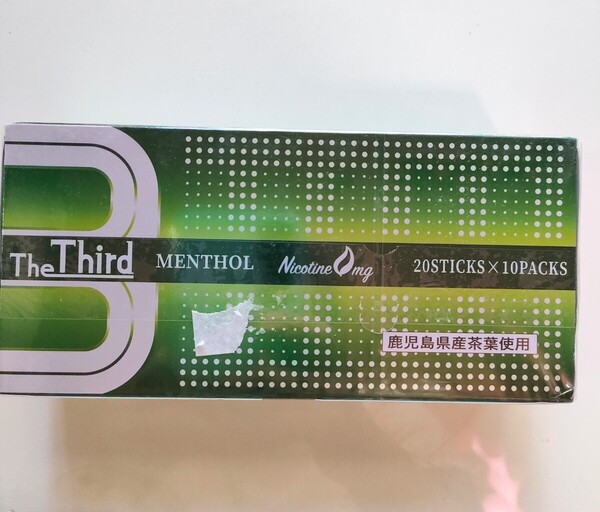 The Third MENTHOL Nicotine 0mg 20STICKS×10PACKS
鹿児島県産茶葉使用